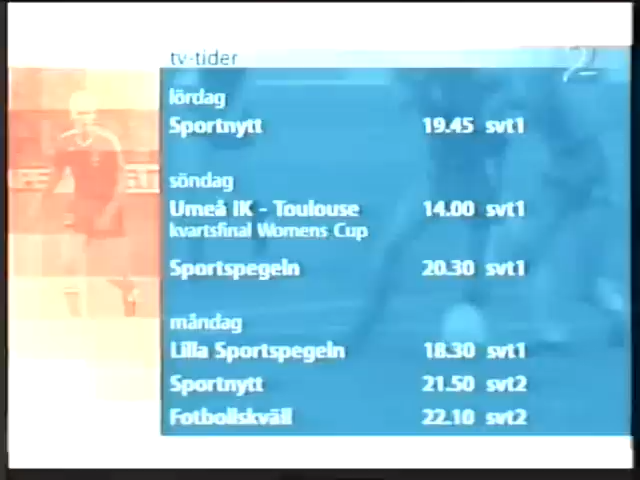 tv-tider
2
lördag
Sportnytt 19.45 svt1
söndag
Umeå IK - Toulouse 14.00 svt1
kvartsfinal Womens Cup
Sportspegeln 20.30 svt1
måndag
Lilla Sportspegeln 18.30 svt1
Sportnytt 21.50 svt2
Fotbollskväll 22.10 svt2